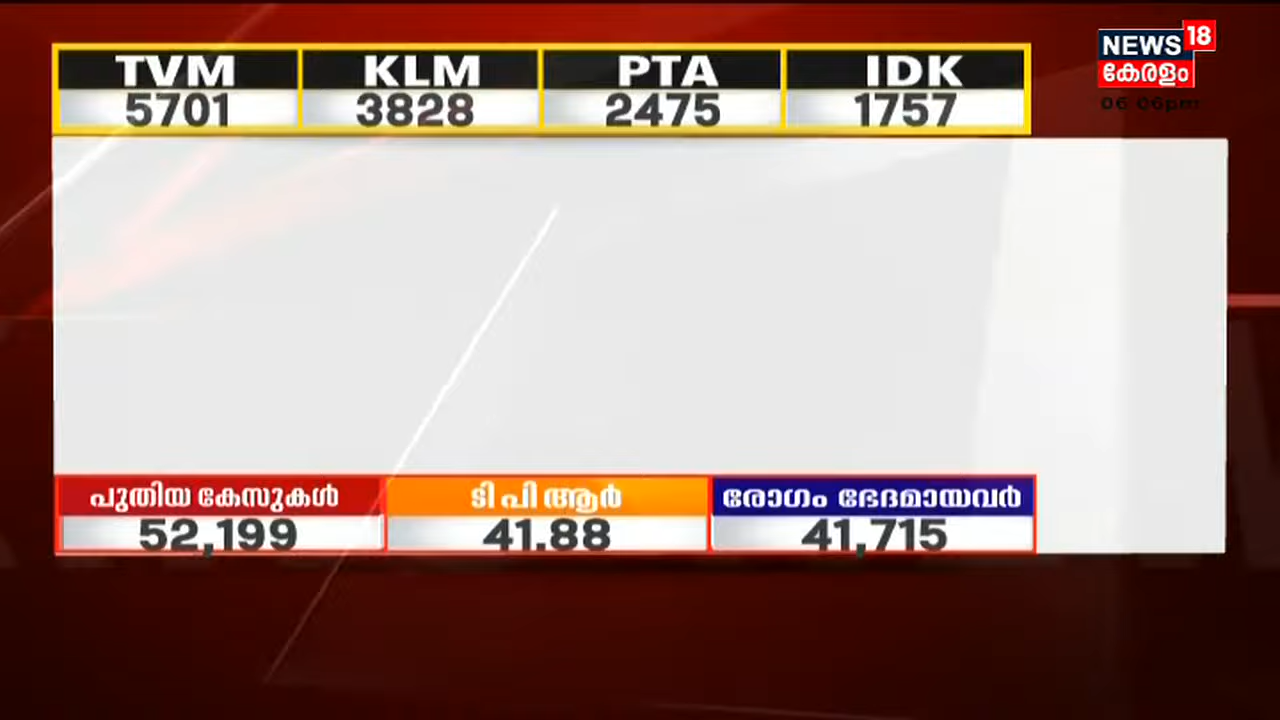 TVM KLM PTA IDK
5701 3828 2475 1757
NEWS 18
കേരളം
06 06pm
പുതിയ കേസുകൾ ടി പി ആർ രോഗം ഭേദമായവർ
52,199 41.88 41,715